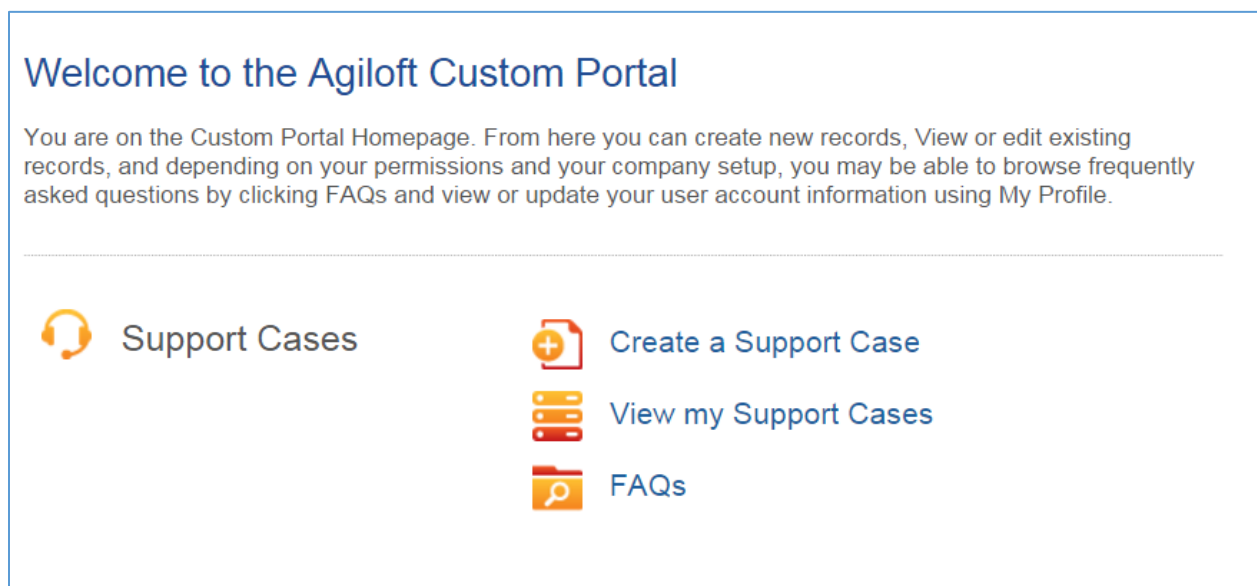 Welcome to the Agiloft Custom Portal
You are on the Custom Portal Homepage. From here you can create new records, View or edit existing
records, and depending on your permissions and your company setup, you may be able to browse frequently
asked questions by clicking FAQs and view or update your user account information using My Profile.
Support Cases
Create a Support Case
View my Support Cases
FAQs